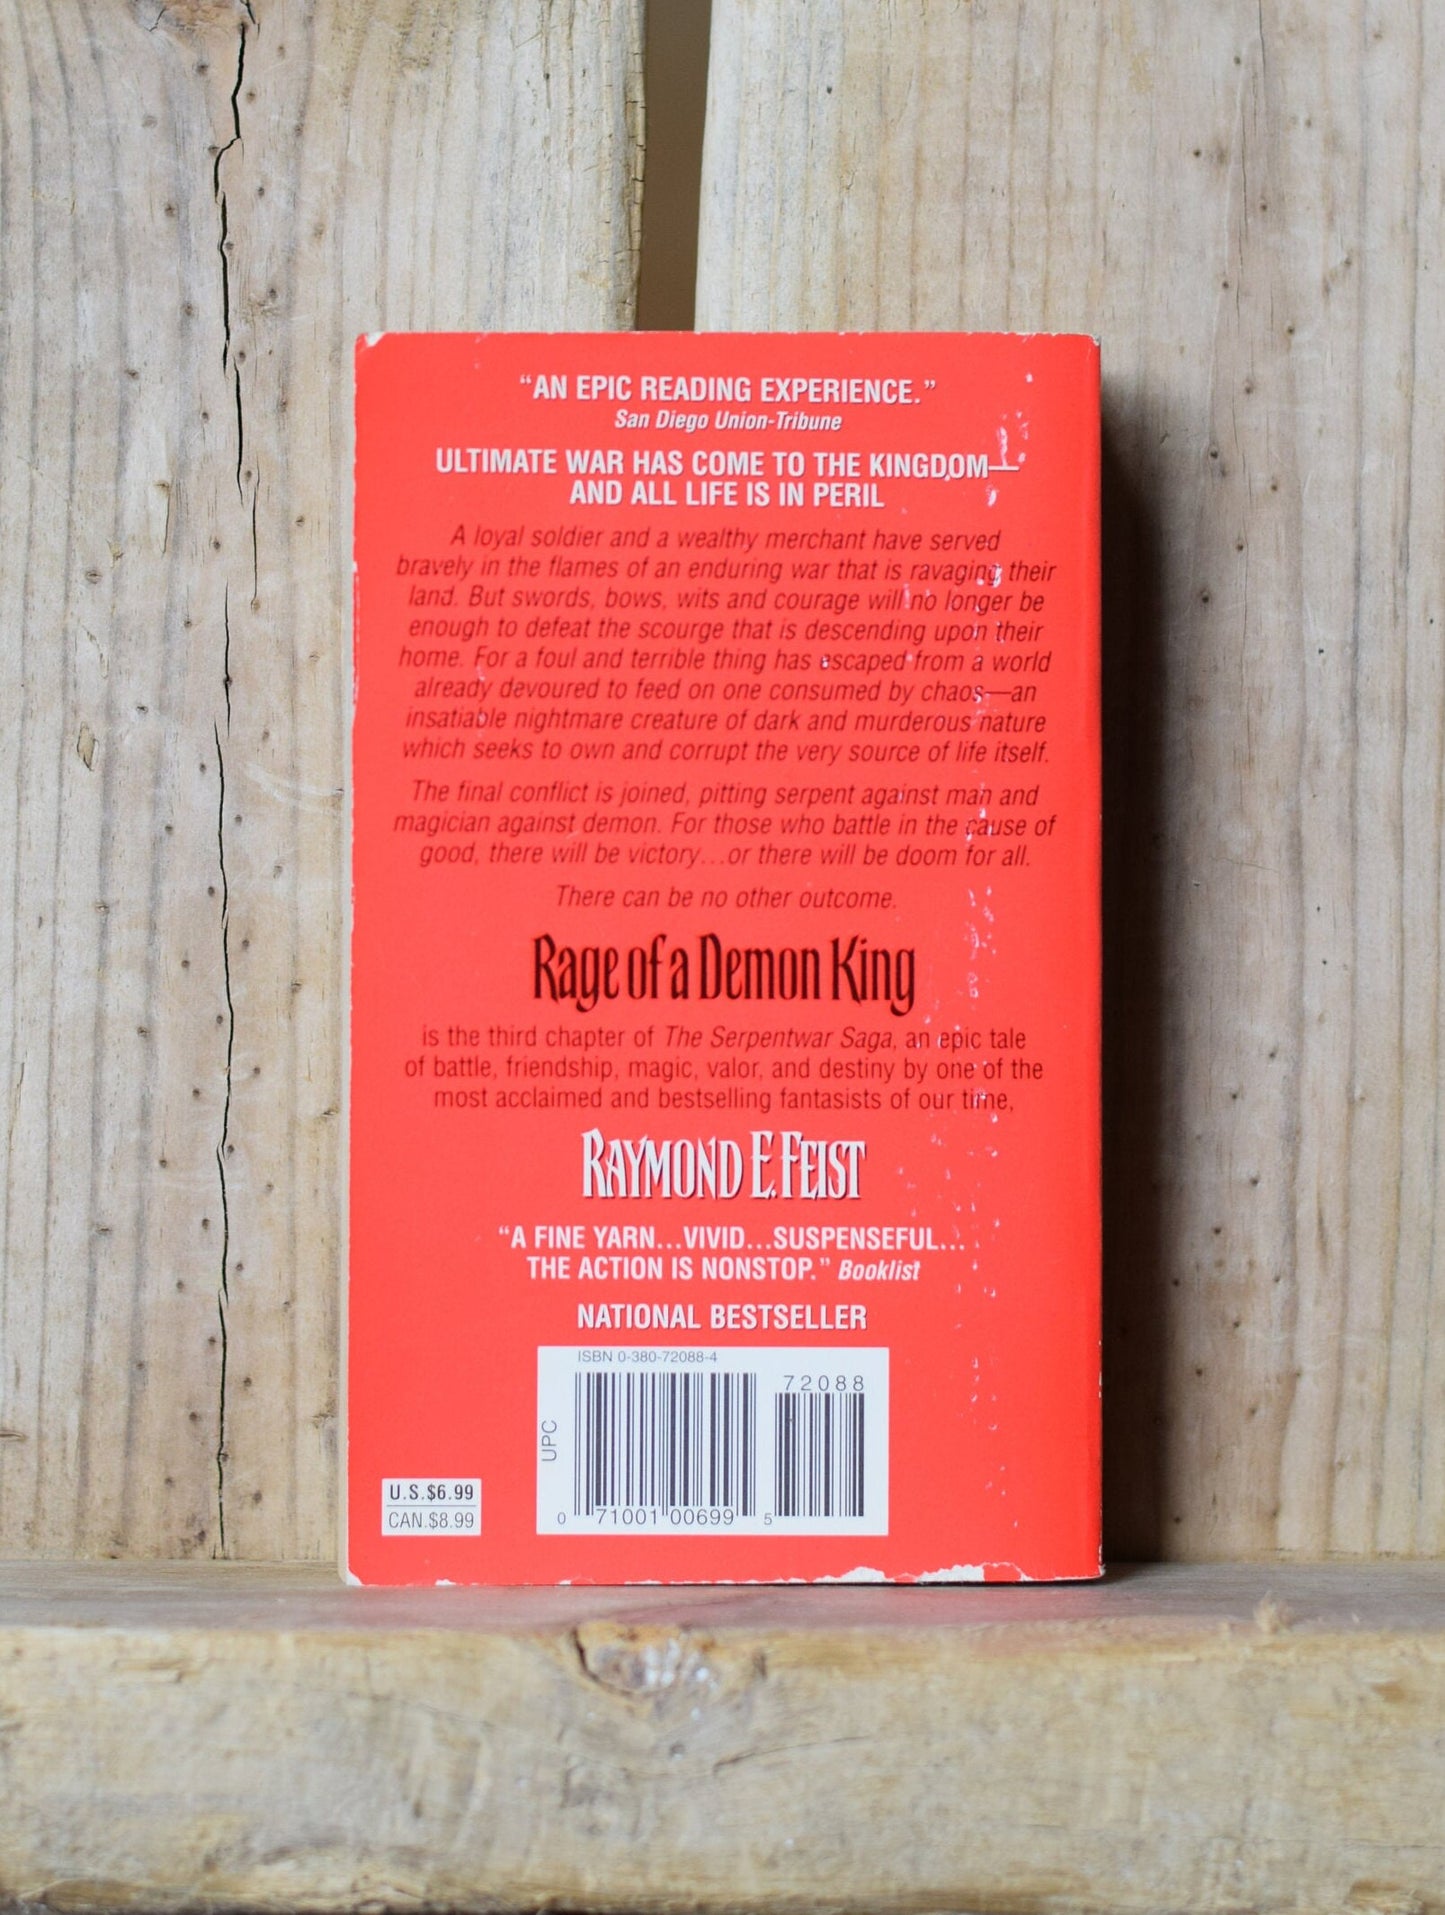 “AN EPIC READING EXPERIENCE.”
San Diego Union-Tribune
ULTIMATE WAR HAS COME TO THE KINGDOM—
AND ALL LIFE IS IN PERIL
A loyal soldier and a wealthy merchant have served
bravely in the flames of an enduring war that is ravaging their
land. But swords, bows, wits and courage will no longer be
enough to defeat the scourge that is descending upon their
home. For a foul and terrible thing has escaped from a world
already devoured to feed on one consumed by chaos—an
insatiable nightmare creature of dark and murderous nature
which seeks to own and corrupt the very source of life itself.
The final conflict is joined, pitting serpent against man and
magician against demon. For those who battle in the cause of
good, there will be victory...or there will be doom for all.
There can be no other outcome.
Rage of a Demon King
is the third chapter of The Serpentwar Saga, an epic tale
of battle, friendship, magic, valor, and destiny by one of the
most acclaimed and bestselling fantasists of our time,
RAYMOND E. FEIST
“A FINE YARN...VIVID...SUSPENSEFUL...
THE ACTION IS NONSTOP.” Booklist
NATIONAL BESTSELLER
ISBN 0-380-72088-4
72088
UPC
0 71001 00699 5
U.S.$6.99
CAN.$8.99